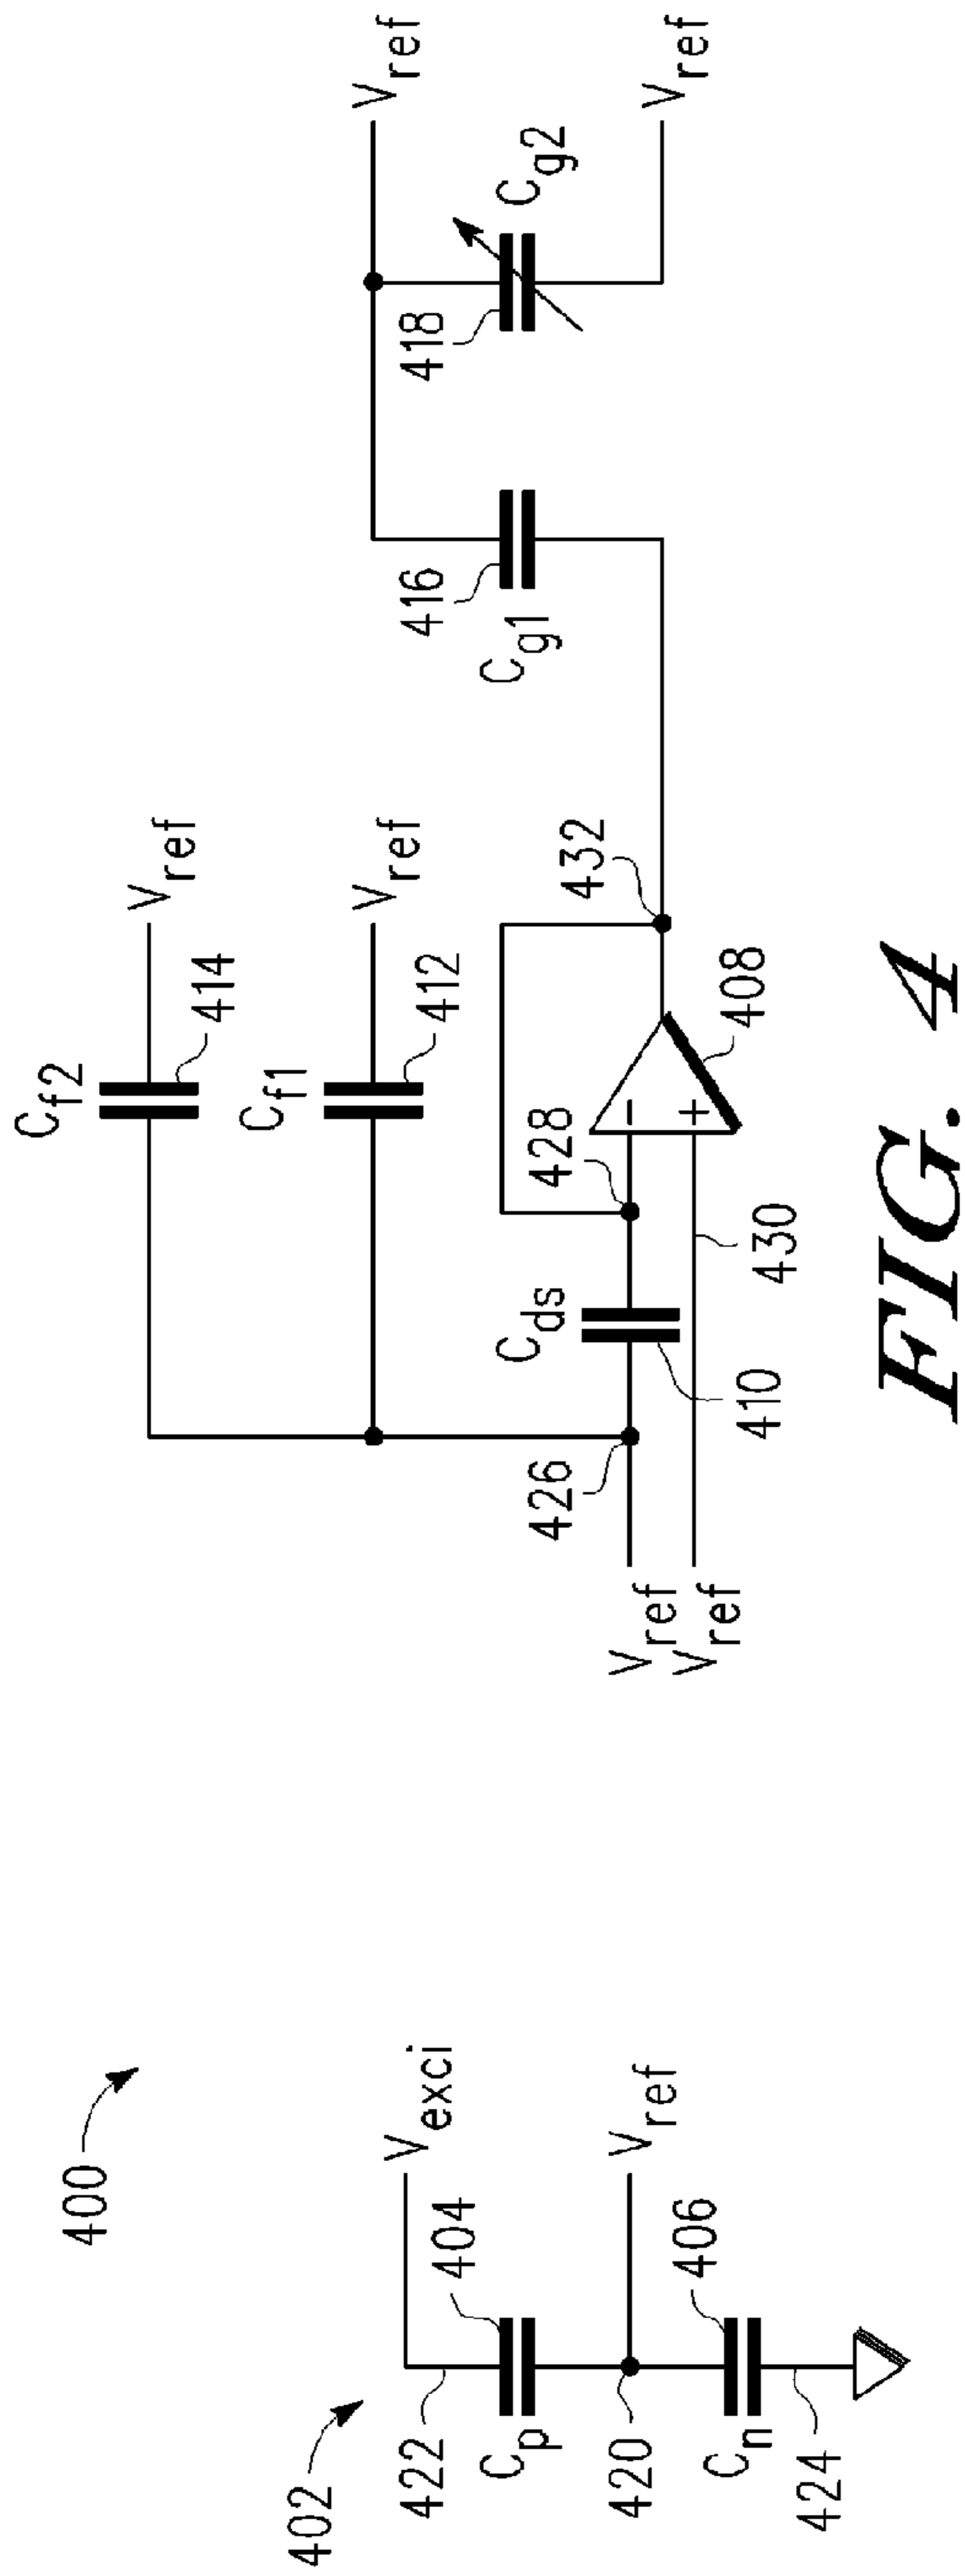 400
402
422
V_exci
404
C_p
420
V_ref
406
C_n
424
C_f2
414
V_ref
C_f1
412
V_ref
426
C_ds
410
428
V_ref
V_ref
430
408
432
416
C_g1
418
C_g2
V_ref
V_ref
−
+
FIG. 4